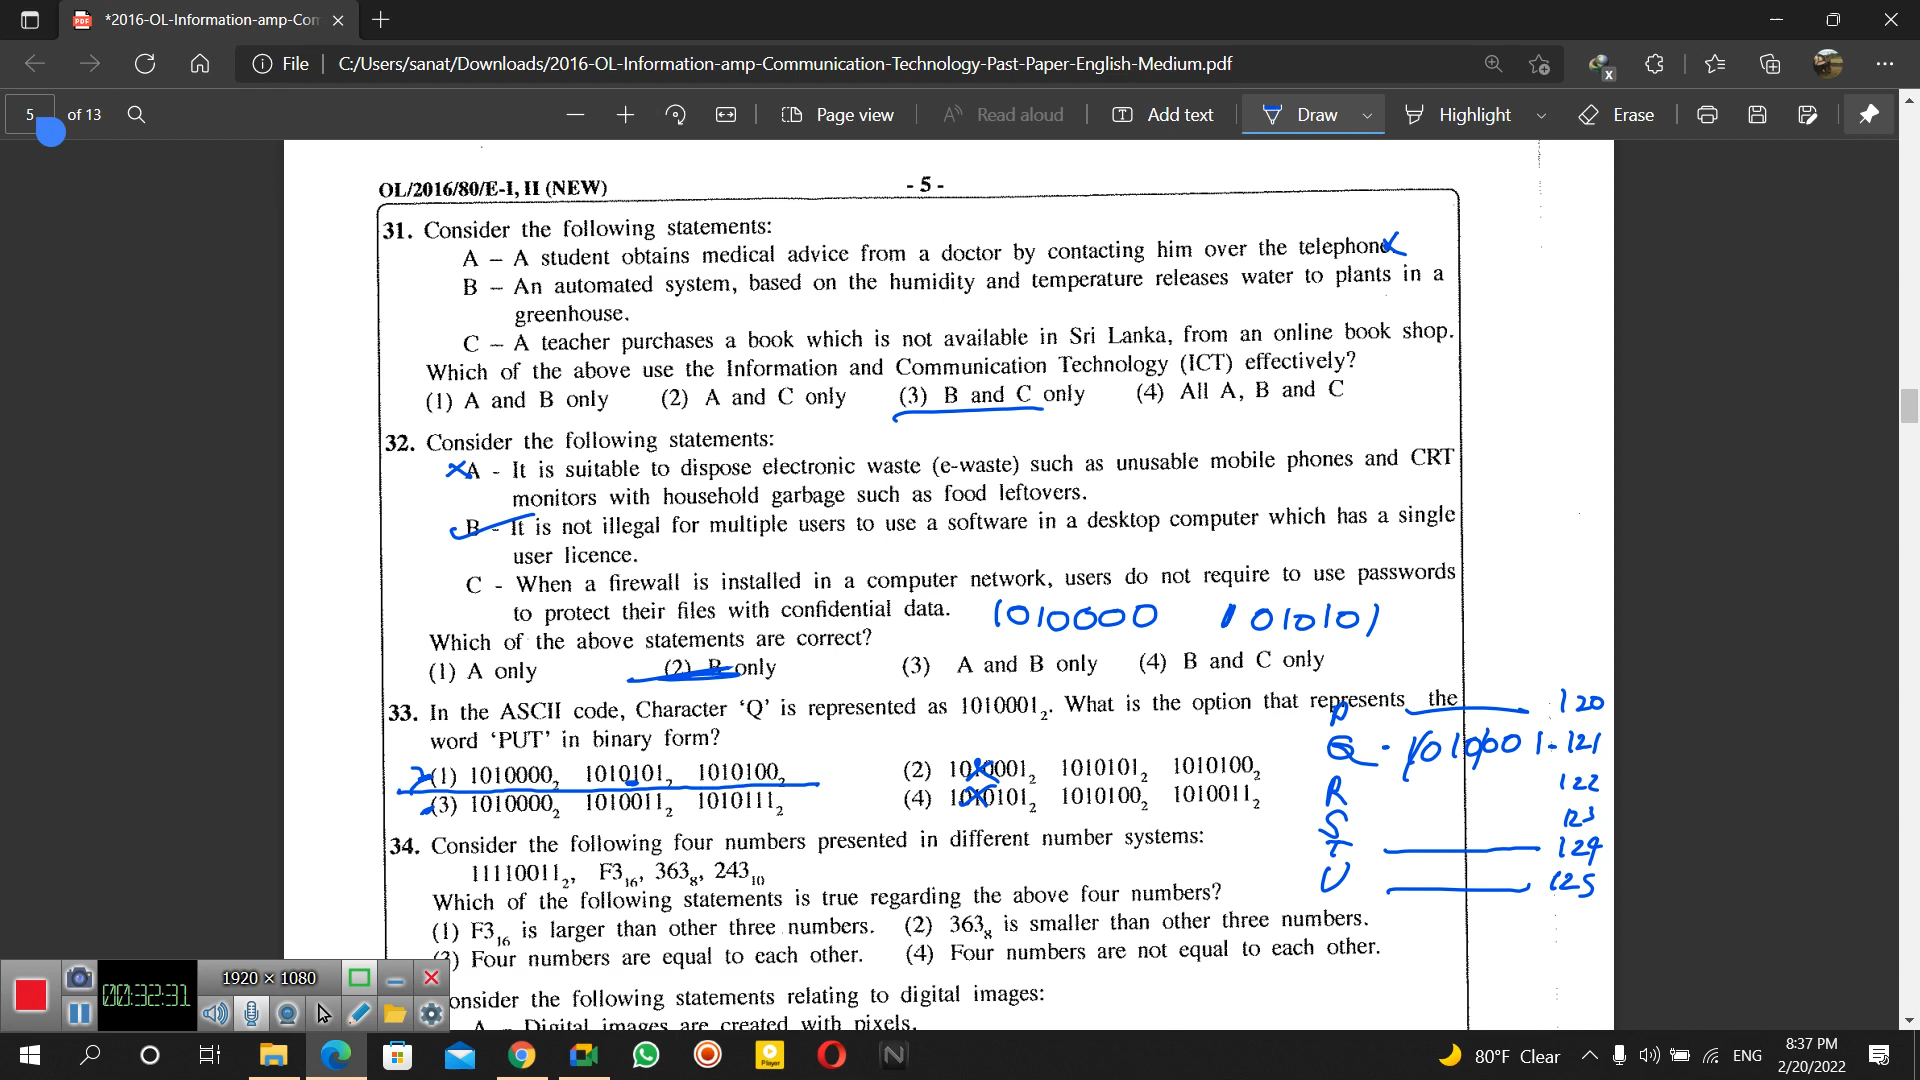 *2016-OL-Information-amp-Com
File | C:/Users/sanat/Downloads/2016-OL-Information-amp-Communication-Technology-Past-Paper-English-Medium.pdf
5 of 13 Page view Read aloud Add text Draw Highlight Erase
OL/2016/80/E-I, II (NEW) - 5 -
31. Consider the following statements:
A – A student obtains medical advice from a doctor by contacting him over the telephone.
B – An automated system, based on the humidity and temperature releases water to plants in a
greenhouse.
C – A teacher purchases a book which is not available in Sri Lanka, from an online book shop.
Which of the above use the Information and Communication Technology (ICT) effectively?
(1) A and B only (2) A and C only (3) B and C only (4) All A, B and C
32. Consider the following statements:
A - It is suitable to dispose electronic waste (e-waste) such as unusable mobile phones and CRT
monitors with household garbage such as food leftovers.
B - It is not illegal for multiple users to use a software in a desktop computer which has a single
user licence.
C - When a firewall is installed in a computer network, users do not require to use passwords
to protect their files with confidential data. 1010000 1010101
Which of the above statements are correct?
(1) A only (2) B only (3) A and B only (4) B and C only
33. In the ASCII code, Character ‘Q’ is represented as 1010001₂. What is the option that represents the
P 120
word ‘PUT’ in binary form?
Q - 1010001 - 121
(1) 1010000₂ 1010101₂ 1010100₂ (2) 1010001₂ 1010101₂ 1010100₂
R 122
(3) 1010000₂ 1010011₂ 1010111₂ (4) 1010101₂ 1010100₂ 1010011₂
S 123
34. Consider the following four numbers presented in different number systems:
T 124
11110011₂, F3₁₆, 363₈, 243₁₀
U 125
Which of the following statements is true regarding the above four numbers?
(1) F3₁₆ is larger than other three numbers. (2) 363₈ is smaller than other three numbers.
(3) Four numbers are equal to each other. (4) Four numbers are not equal to each other.
1920 × 1080
00:32:31
onsider the following statements relating to digital images:
A – Digital images are created with pixels.
80°F Clear ENG 8:37 PM
2/20/2022